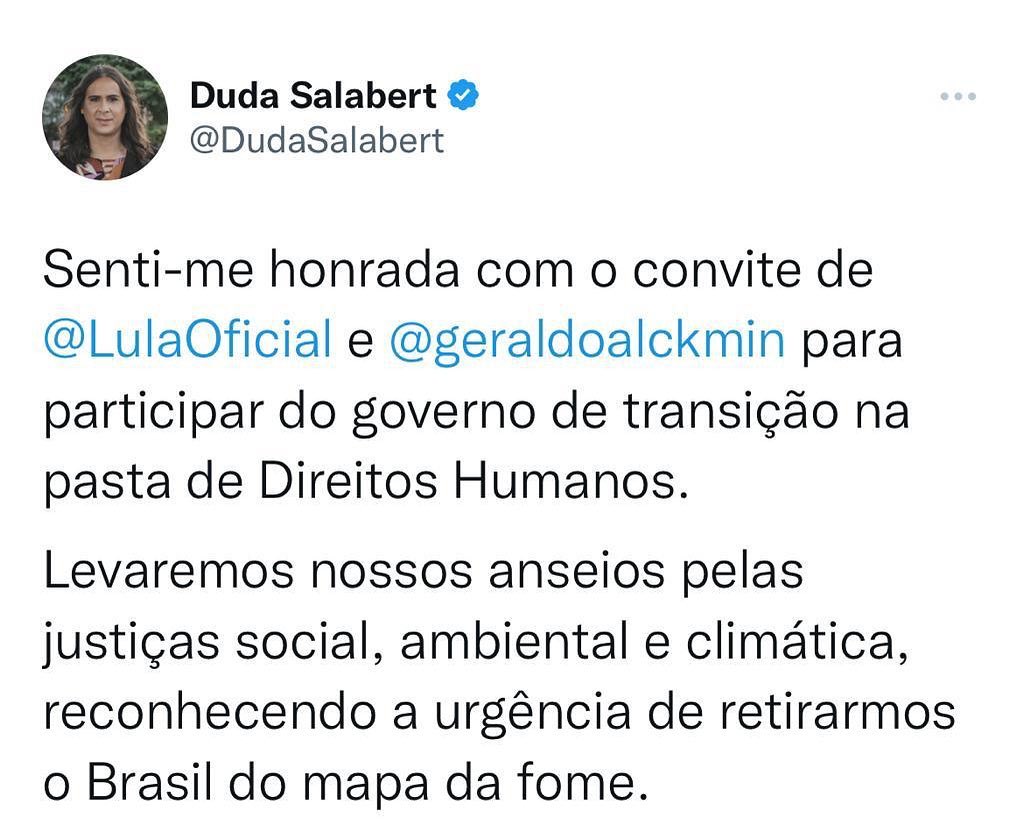 Duda Salabert
@DudaSalabert
Senti-me honrada com o convite de
@LulaOficial e @geraldoalckmin para
participar do governo de transição na
pasta de Direitos Humanos.
Levaremos nossos anseios pelas
justiças social, ambiental e climática,
reconhecendo a urgência de retirarmos
o Brasil do mapa da fome.